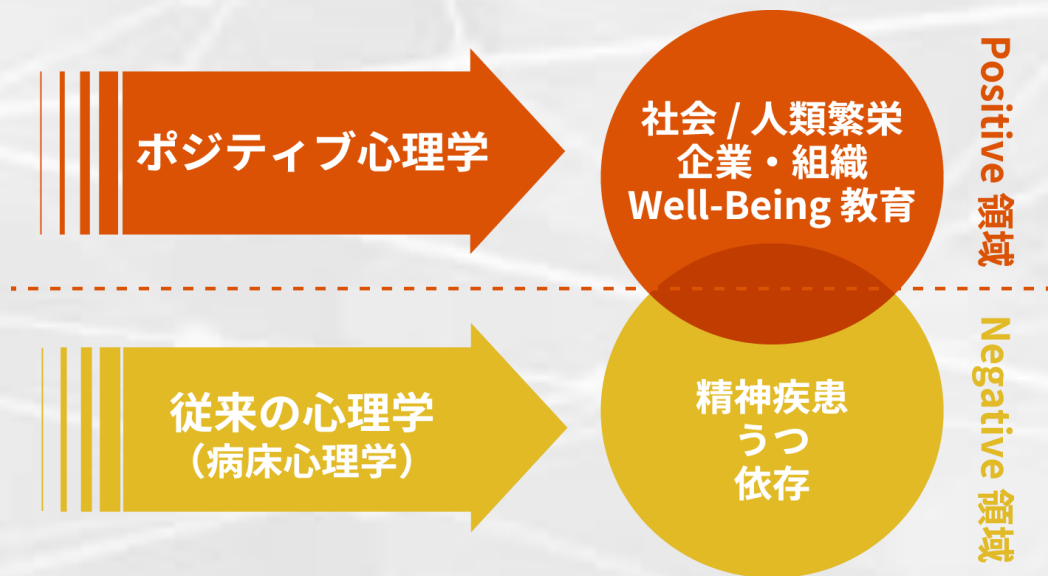 ポジティブ心理学
社会 / 人類繁栄
企業・組織
Well-Being 教育
Positive 領域
従来の心理学
（病床心理学）
精神疾患
うつ
依存
Negative 領域